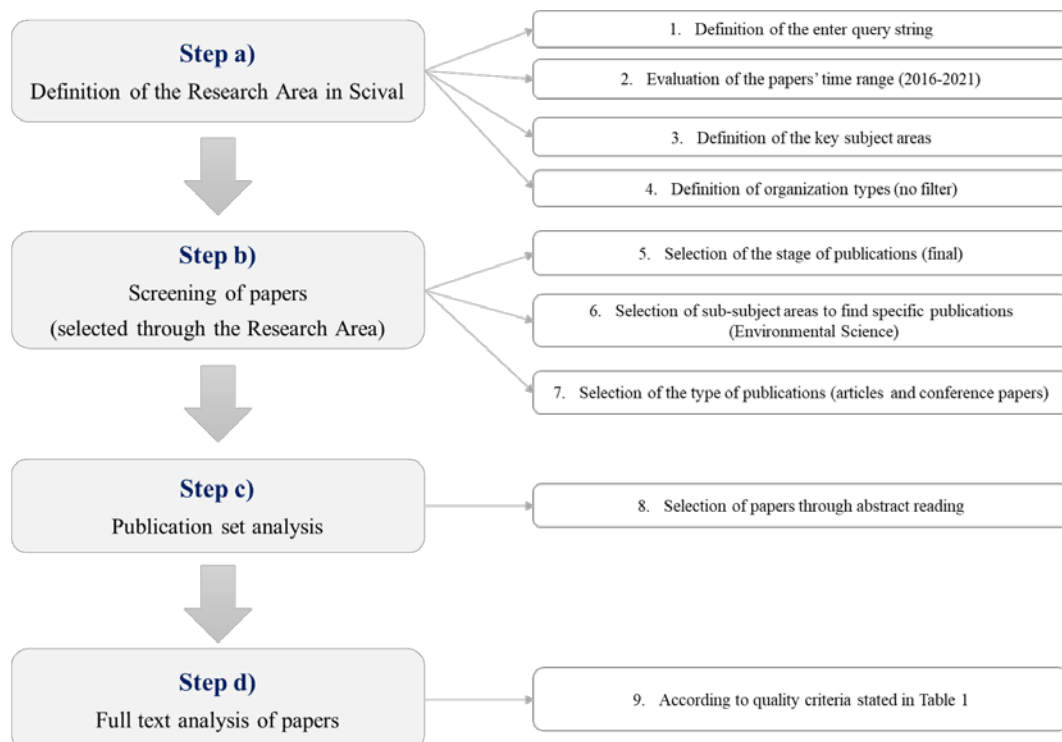 Step a)
Definition of the Research Area in Scival
1. Definition of the enter query string
2. Evaluation of the papers' time range (2016-2021)
3. Definition of the key subject areas
4. Definition of organization types (no filter)
Step b)
Screening of papers
(selected through the Research Area)
5. Selection of the stage of publications (final)
6. Selection of sub-subject areas to find specific publications
(Environmental Science)
7. Selection of the type of publications (articles and conference papers)
Step c)
Publication set analysis
8. Selection of papers through abstract reading
Step d)
Full text analysis of papers
9. According to quality criteria stated in Table 1